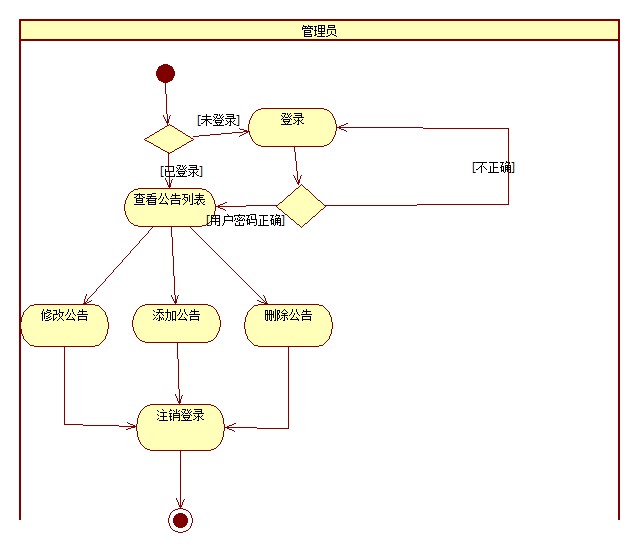 管理员
[未登录]
登录
[已登录]
[不正确]
查看公告列表
[用户密码正确]
修改公告
添加公告
删除公告
注销登录